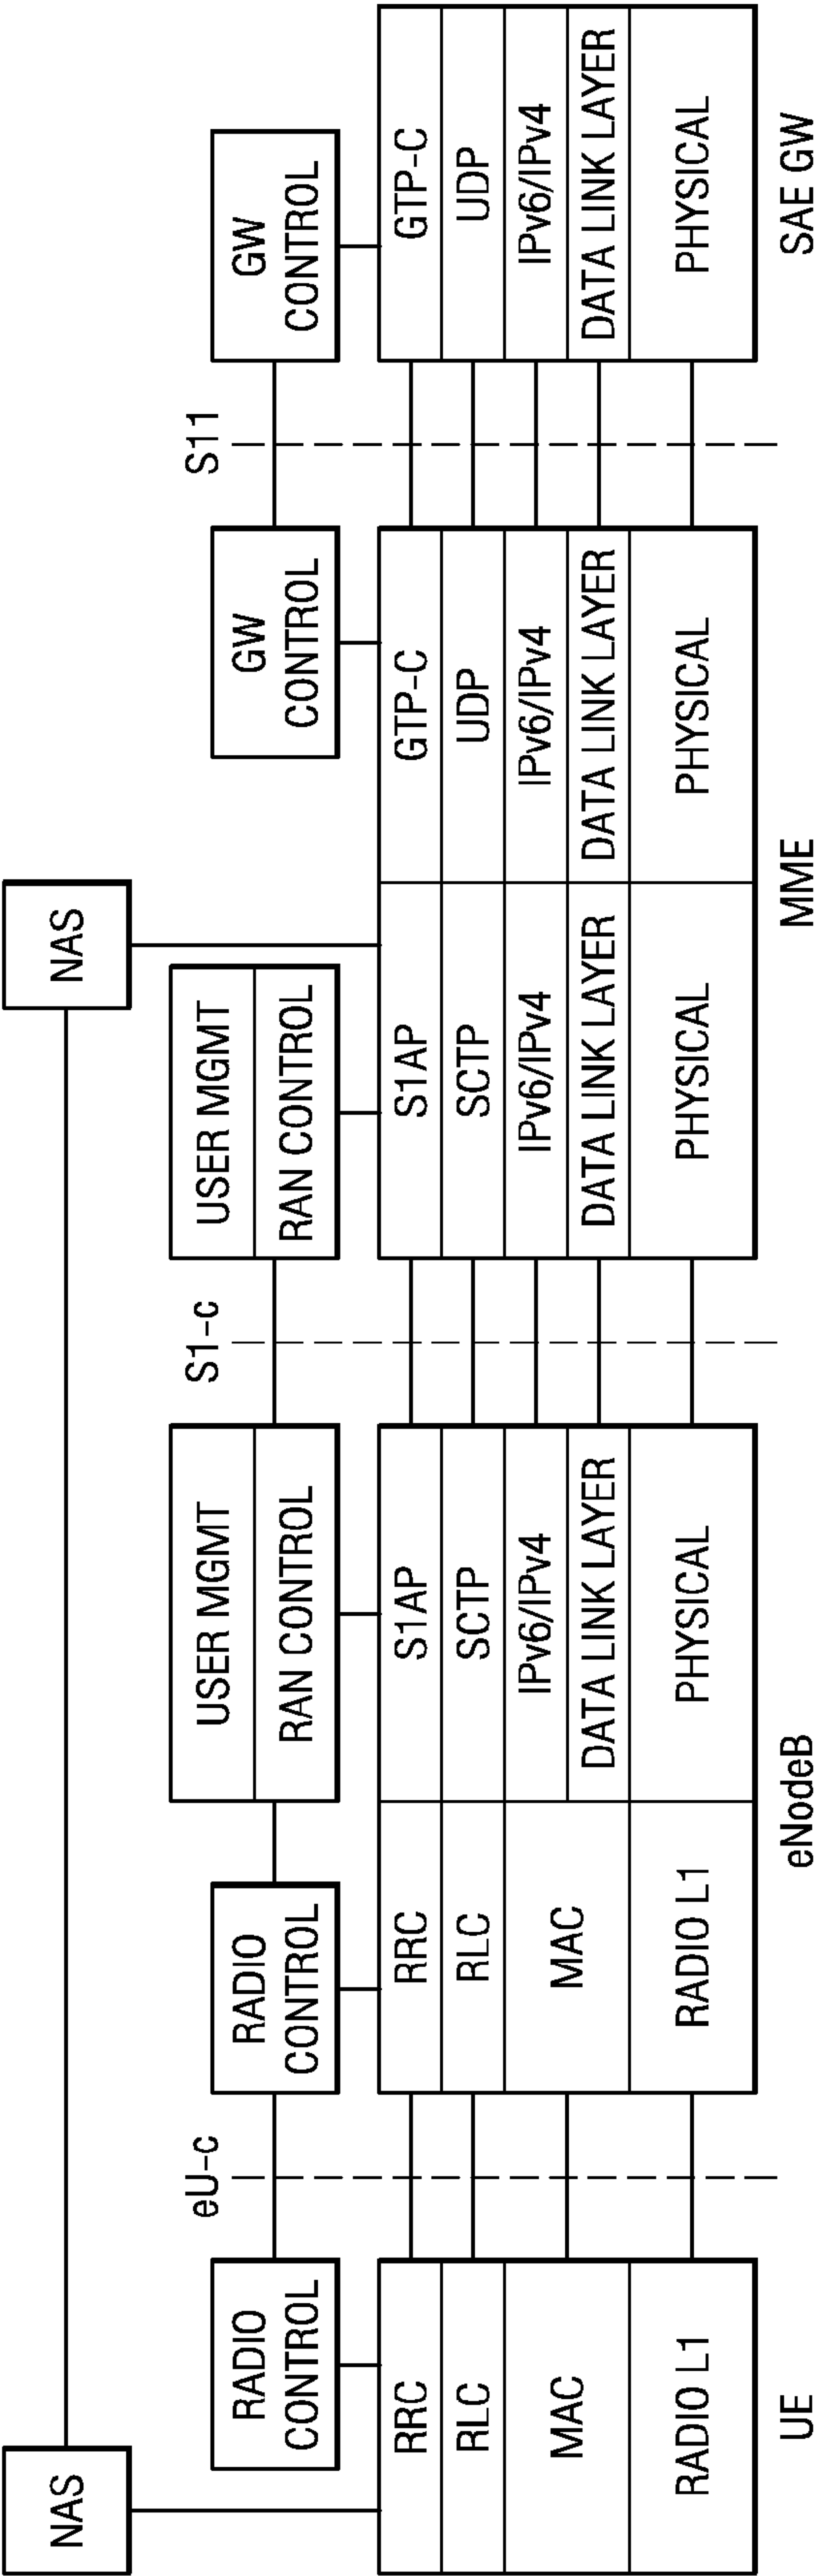 NAS
NAS
eU-c
S1-c
S11
RADIO
CONTROL
RADIO
CONTROL
USER MGMT
RAN CONTROL
USER MGMT
RAN CONTROL
GW
CONTROL
GW
CONTROL
RRC
RLC
MAC
RADIO L1
RRC
RLC
MAC
RADIO L1
S1AP
SCTP
IPv6/IPv4
DATA LINK LAYER
PHYSICAL
S1AP
SCTP
IPv6/IPv4
DATA LINK LAYER
PHYSICAL
GTP-C
UDP
IPv6/IPv4
DATA LINK LAYER
PHYSICAL
GTP-C
UDP
IPv6/IPv4
DATA LINK LAYER
PHYSICAL
UE
eNodeB
MME
SAE GW